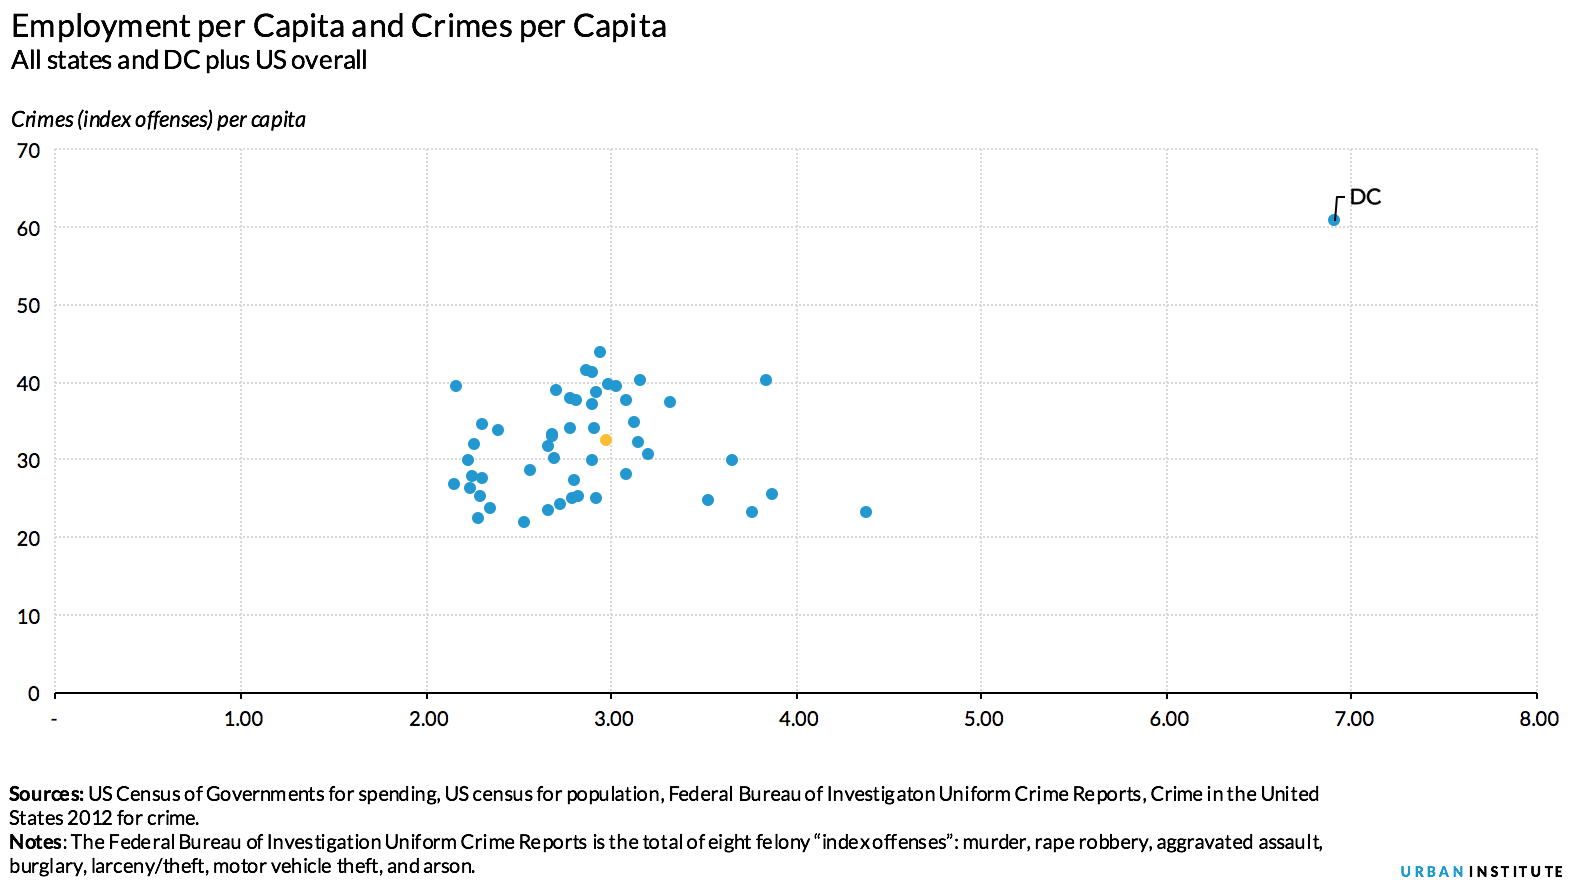 Employment per Capita and Crimes per Capita
All states and DC plus US overall
Crimes (index offenses) per capita
70
DC
60
50
40
30
20
10
0
- 1.00 2.00 3.00 4.00 5.00 6.00 7.00 8.00
Sources: US Census of Governments for spending, US census for population, Federal Bureau of Investigaton Uniform Crime Reports, Crime in the United
States 2012 for crime.
Notes: The Federal Bureau of Investigation Uniform Crime Reports is the total of eight felony “index offenses”: murder, rape robbery, aggravated assault,
burglary, larceny/theft, motor vehicle theft, and arson.
URBAN INSTITUTE